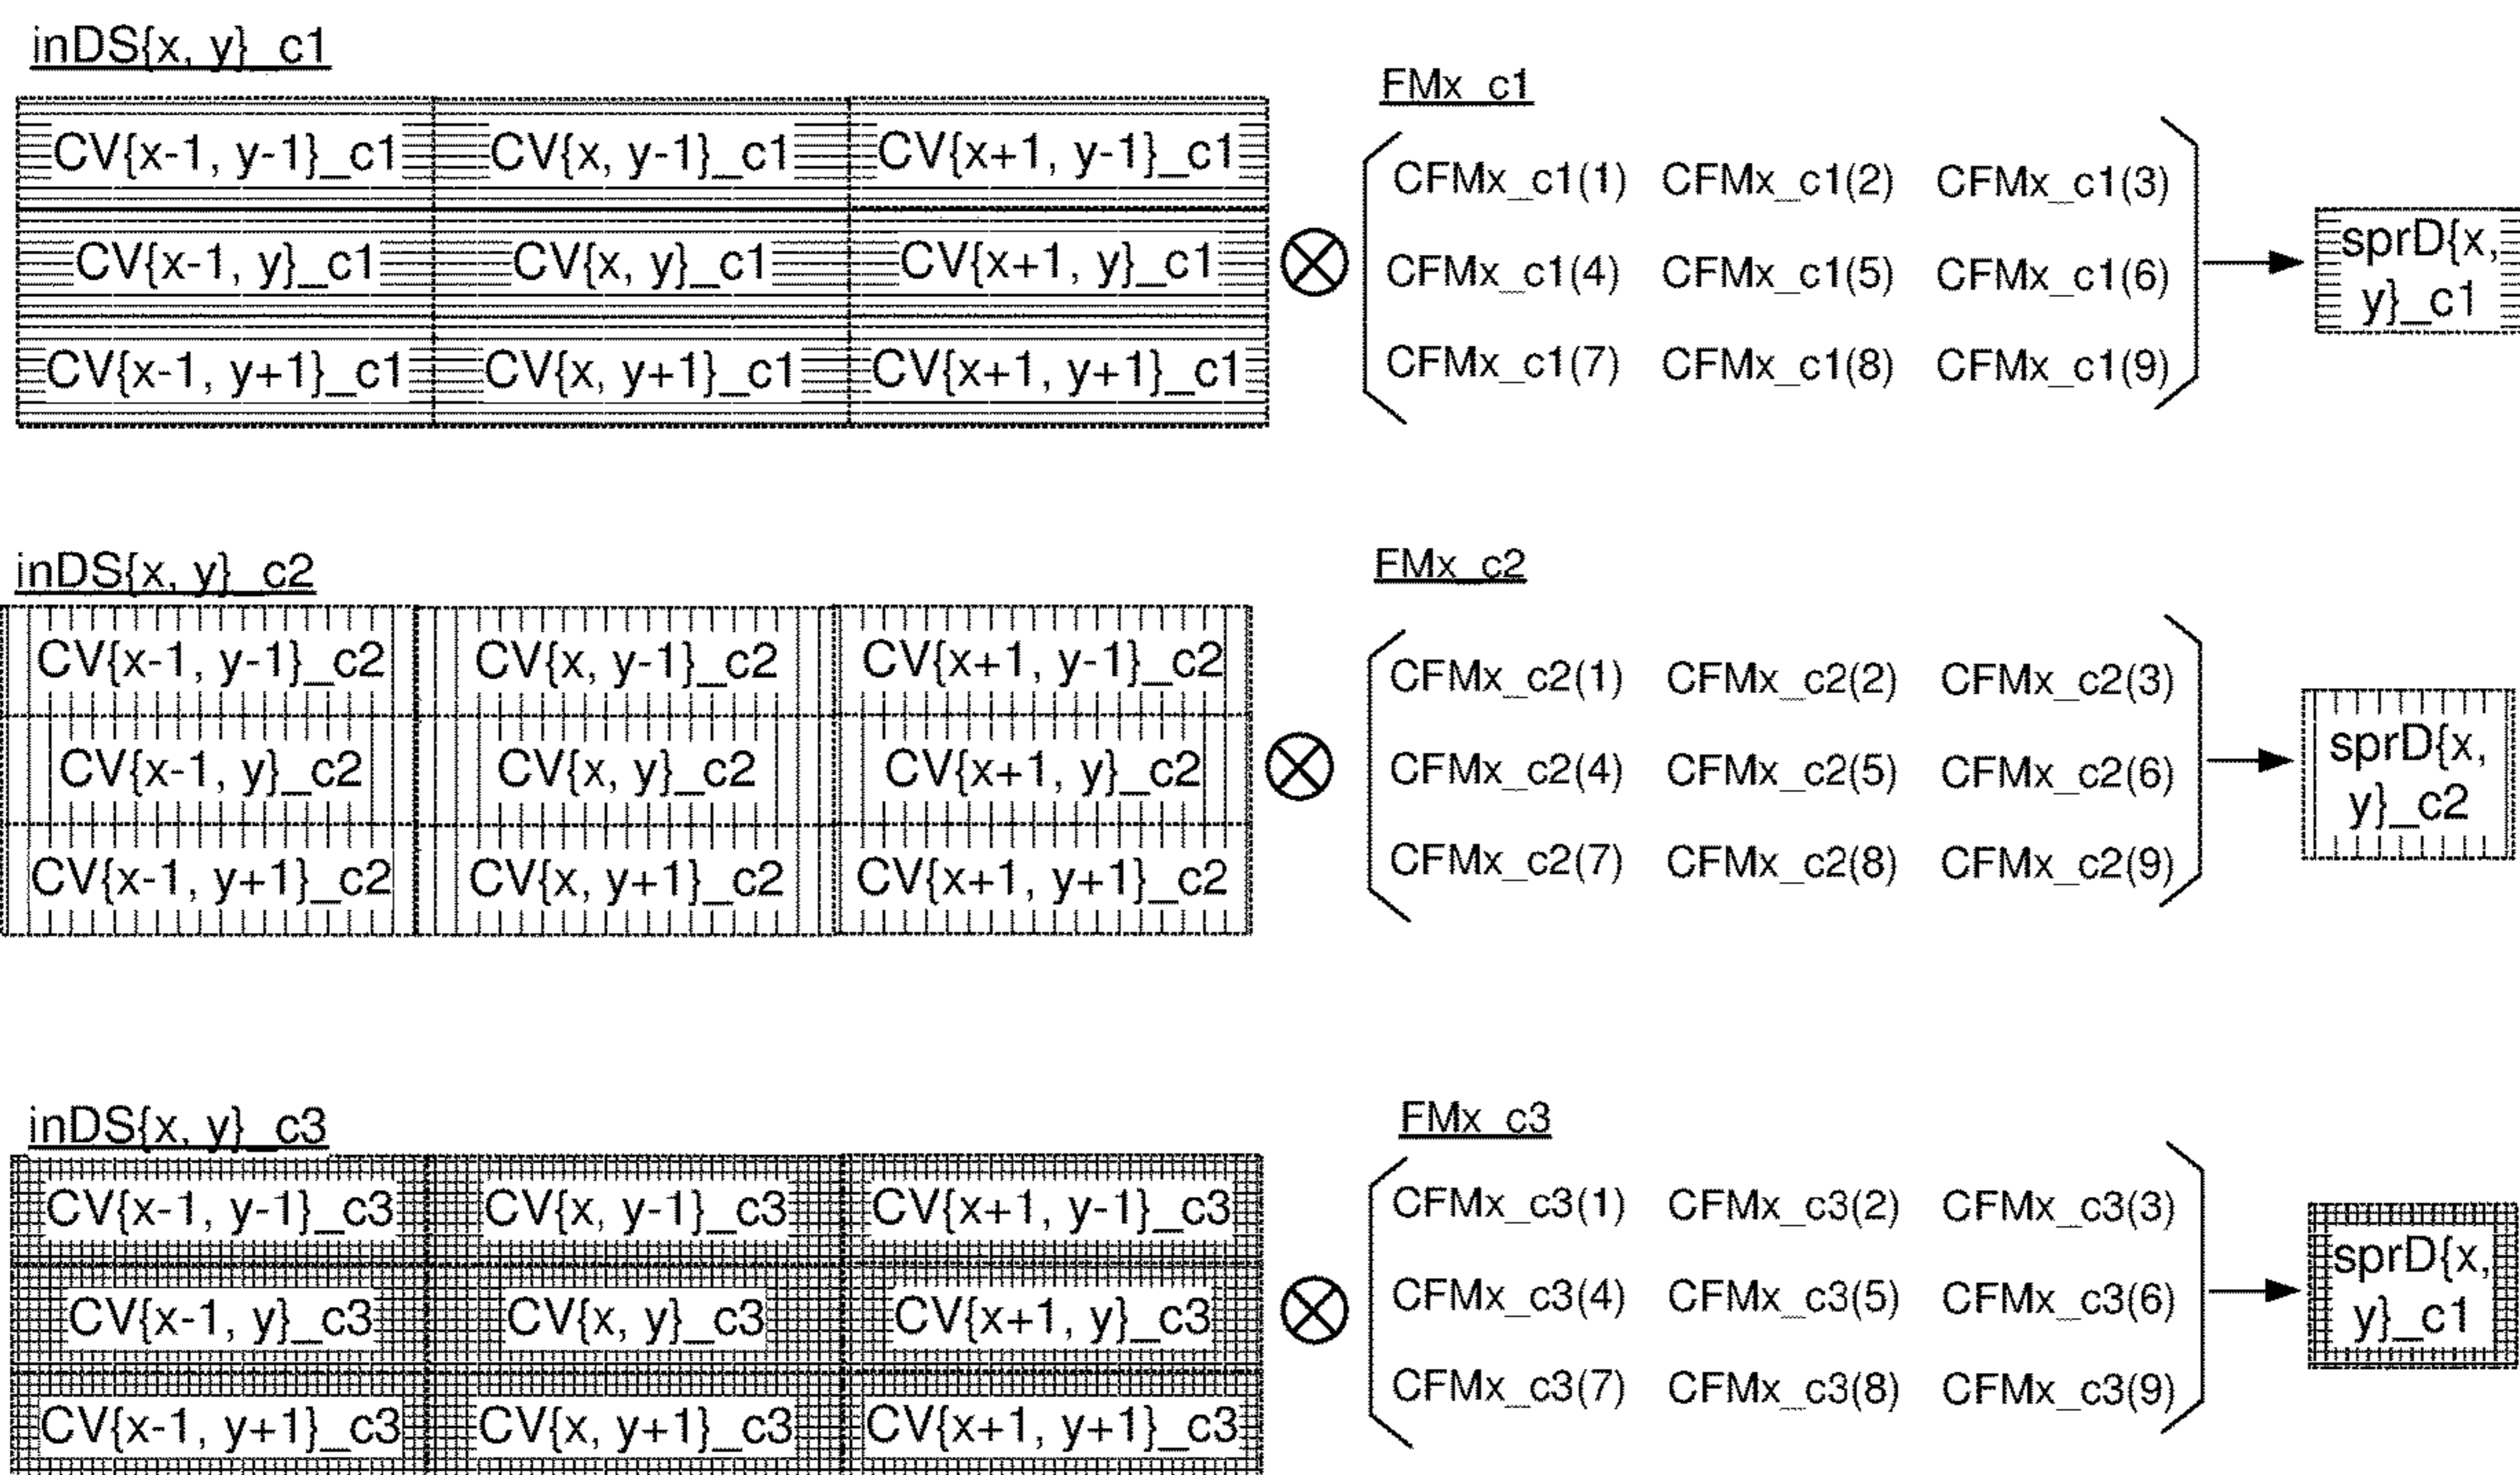 inDS{x, y}_c1
FMx_c1
CV{x-1, y-1}_c1 CV{x, y-1}_c1 CV{x+1, y-1}_c1
CFMx_c1(1) CFMx_c1(2) CFMx_c1(3)
CV{x-1, y}_c1 CV{x, y}_c1 CV{x+1, y}_c1
CFMx_c1(4) CFMx_c1(5) CFMx_c1(6)
CV{x-1, y+1}_c1 CV{x, y+1}_c1 CV{x+1, y+1}_c1
CFMx_c1(7) CFMx_c1(8) CFMx_c1(9)
sprD{x,
y}_c1
inDS{x, y}_c2
FMx_c2
CV{x-1, y-1}_c2 CV{x, y-1}_c2 CV{x+1, y-1}_c2
CFMx_c2(1) CFMx_c2(2) CFMx_c2(3)
CV{x-1, y}_c2 CV{x, y}_c2 CV{x+1, y}_c2
CFMx_c2(4) CFMx_c2(5) CFMx_c2(6)
CV{x-1, y+1}_c2 CV{x, y+1}_c2 CV{x+1, y+1}_c2
CFMx_c2(7) CFMx_c2(8) CFMx_c2(9)
sprD{x,
y}_c2
inDS{x, y}_c3
FMx_c3
CV{x-1, y-1}_c3 CV{x, y-1}_c3 CV{x+1, y-1}_c3
CFMx_c3(1) CFMx_c3(2) CFMx_c3(3)
CV{x-1, y}_c3 CV{x, y}_c3 CV{x+1, y}_c3
CFMx_c3(4) CFMx_c3(5) CFMx_c3(6)
CV{x-1, y+1}_c3 CV{x, y+1}_c3 CV{x+1, y+1}_c3
CFMx_c3(7) CFMx_c3(8) CFMx_c3(9)
sprD{x,
y}_c1